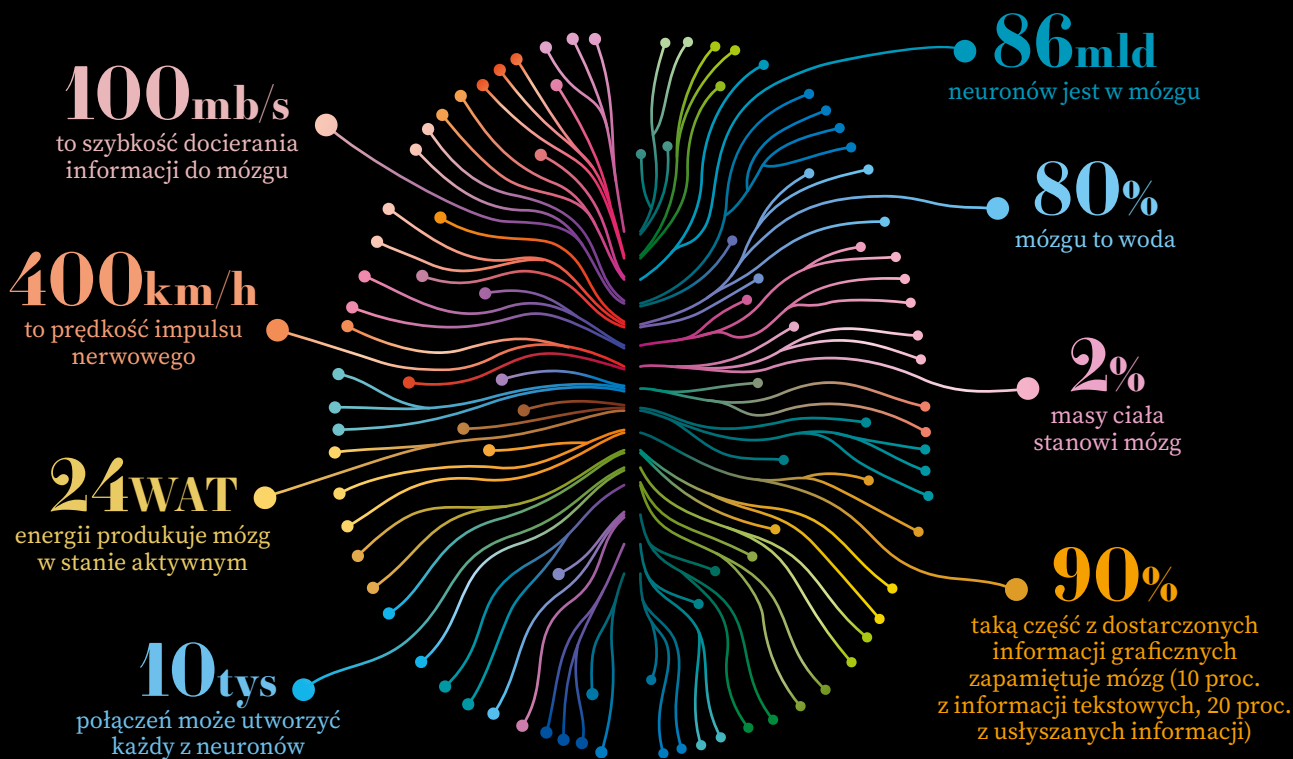 100mb/s
to szybkość docierania
informacji do mózgu
400km/h
to prędkość impulsu
nerwowego
24WAT
energii produkuje mózg
w stanie aktywnym
10tys
połączeń może utworzyć
każdy z neuronów
86mld
neuronów jest w mózgu
80%
mózgu to woda
2%
masy ciała
stanowi mózg
90%
taką część z dostarczonych
informacji graficznych
zapamiętuje mózg (10 proc.
z informacji tekstowych, 20 proc.
z usłyszanych informacji)